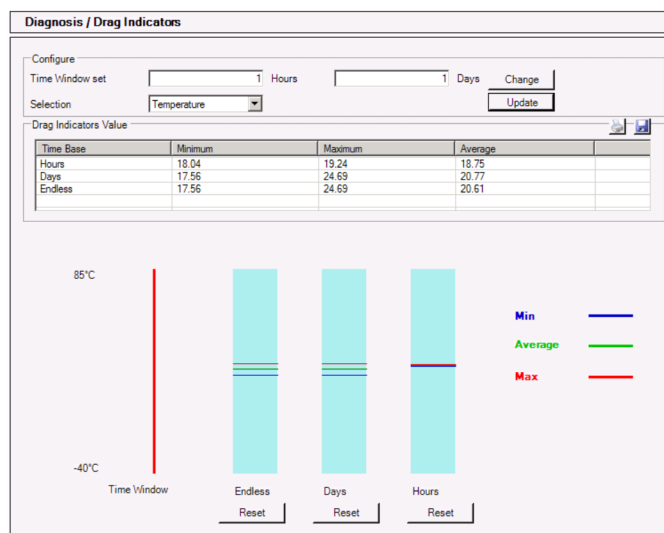 Diagnosis / Drag Indicators
Configure
Time Window set 1 Hours 1 Days Change
Selection Temperature Update
Drag Indicators Value
Time Base Minimum Maximum Average
Hours 18.04 19.24 18.75
Days 17.56 24.69 20.77
Endless 17.56 24.69 20.61
85°C
Min
Average
Max
-40°C
Time Window Endless Days Hours
Reset Reset Reset